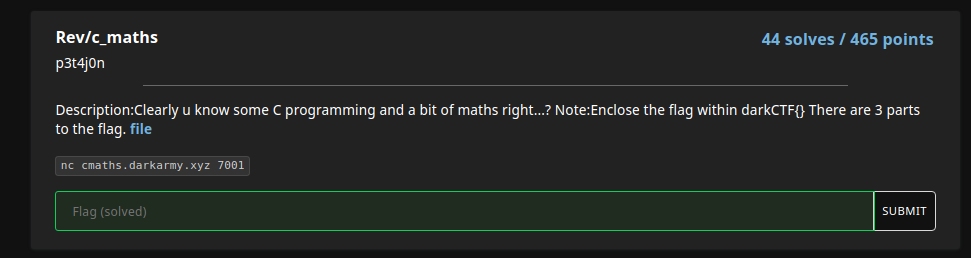 Rev/c_maths
44 solves / 465 points
p3t4j0n
Description:Clearly u know some C programming and a bit of maths right...? Note:Enclose the flag within darkCTF{} There are 3 parts
to the flag. file
nc cmaths.darkarmy.xyz 7001
Flag (solved)
SUBMIT